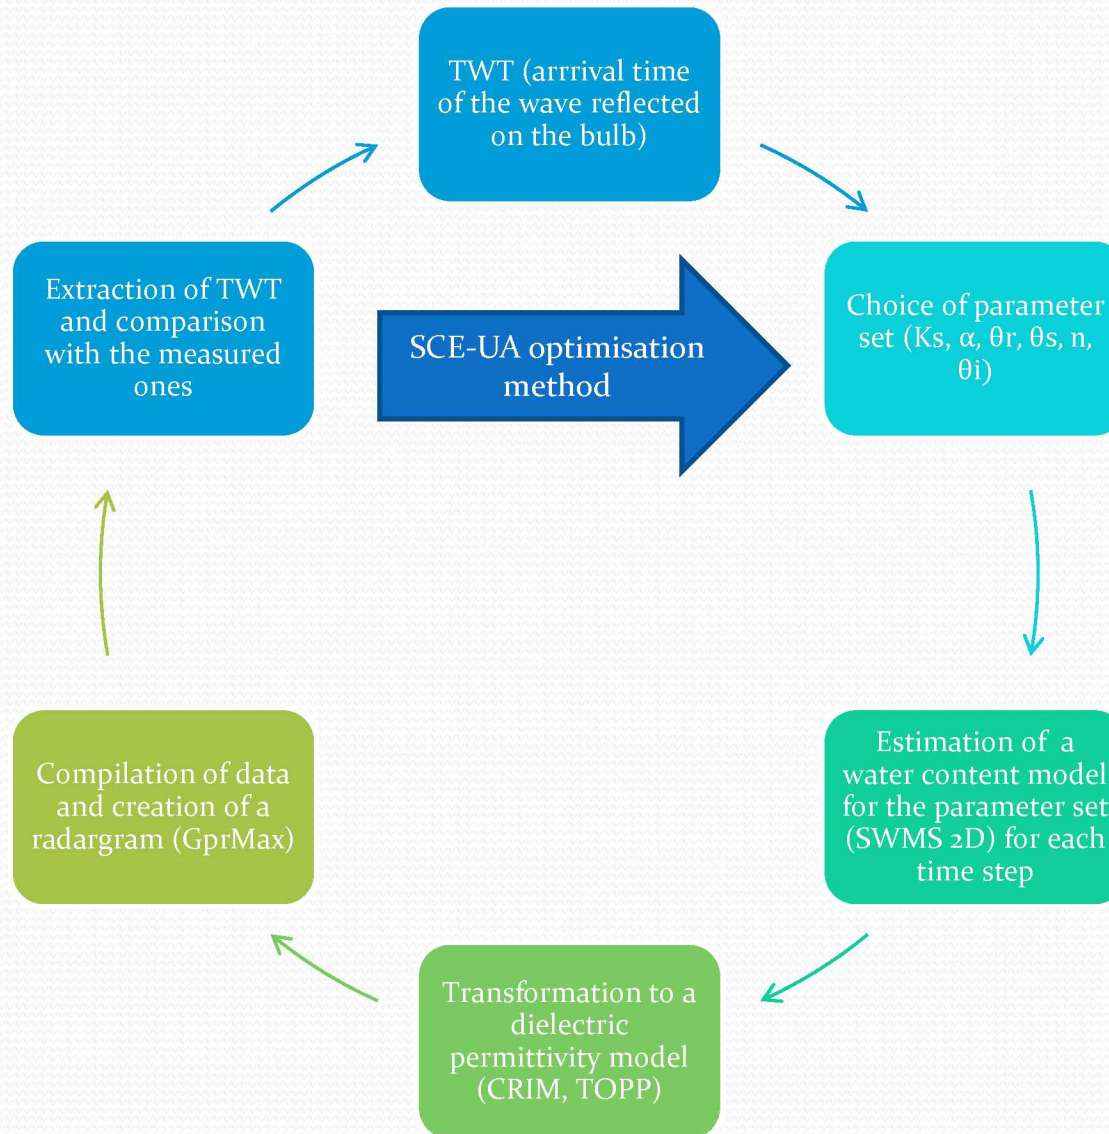 TWT (arrrival time
of the wave reflected
on the bulb)
Extraction of TWT
and comparison
with the measured
ones
SCE-UA optimisation
method
Choice of parameter
set (Ks, α, θr, θs, n,
θi)
Compilation of data
and creation of a
radargram (GprMax)
Estimation of a
water content model
for the parameter set
(SWMS 2D) for each
time step
Transformation to a
dielectric
permittivity model
(CRIM, TOPP)